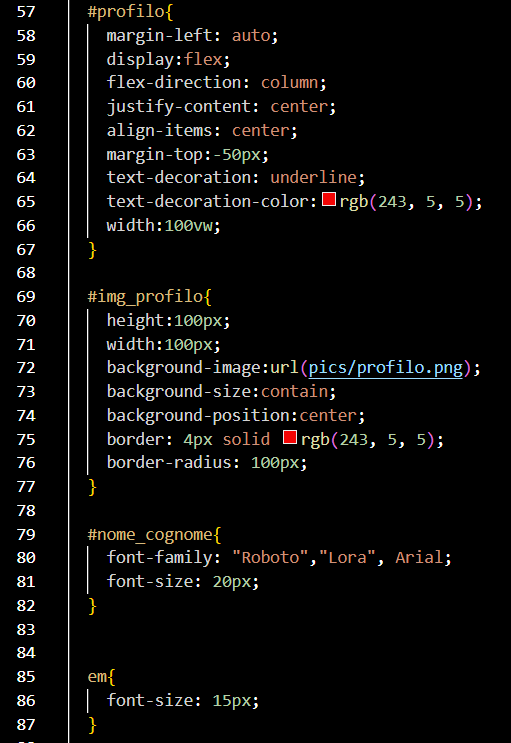 57 #profilo{
58 margin-left: auto;
59 display:flex;
60 flex-direction: column;
61 justify-content: center;
62 align-items: center;
63 margin-top:-50px;
64 text-decoration: underline;
65 text-decoration-color:rgb(243, 5, 5);
66 width:100vw;
67 }
68
69 #img_profilo{
70 height:100px;
71 width:100px;
72 background-image:url(pics/profilo.png);
73 background-size:contain;
74 background-position:center;
75 border: 4px solid rgb(243, 5, 5);
76 border-radius: 100px;
77 }
78
79 #nome_cognome{
80 font-family: "Roboto","Lora", Arial;
81 font-size: 20px;
82 }
83
84
85 em{
86 font-size: 15px;
87 }